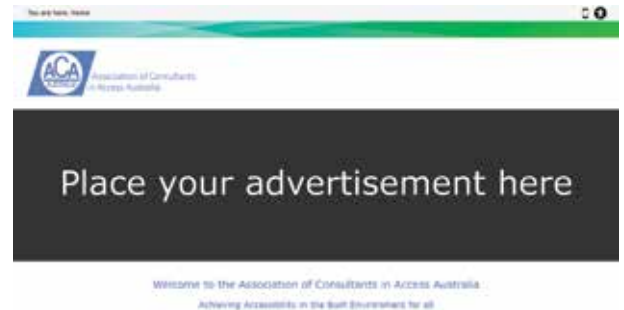 You are here: Home
ACA
Association of Consultants
in Access Australia
Place your advertisement here
Welcome to the Association of Consultants in Access Australia
Achieving Accessibility in the Built Environment for all